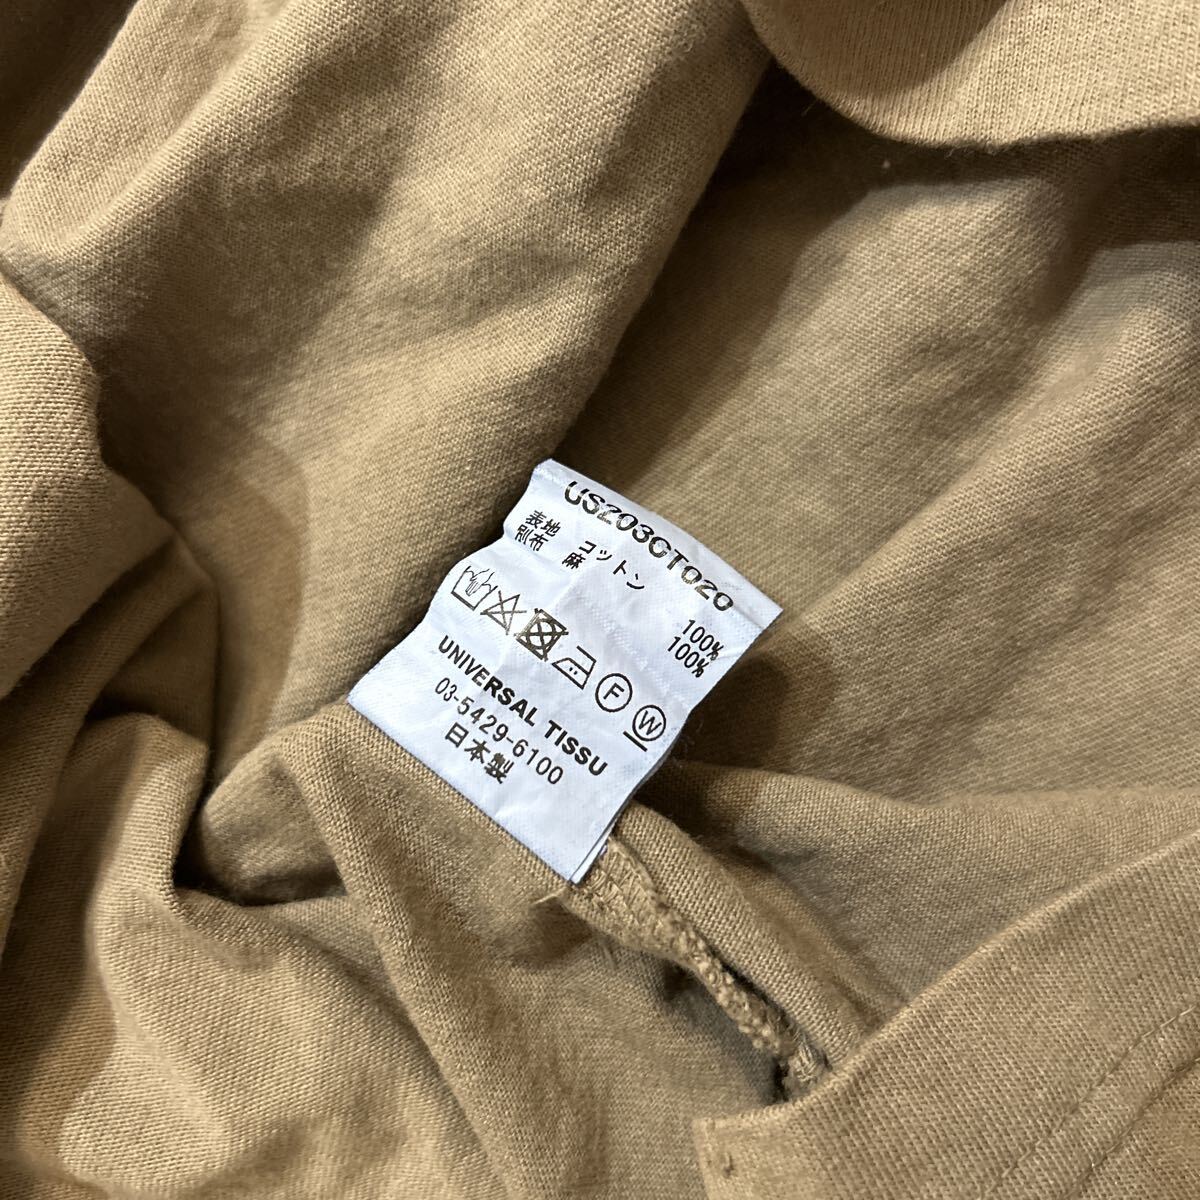 US203CT020
表地 コットン 100%
別布 麻 100%
F W
UNIVERSAL TISSU
03-5429-6100
日本製